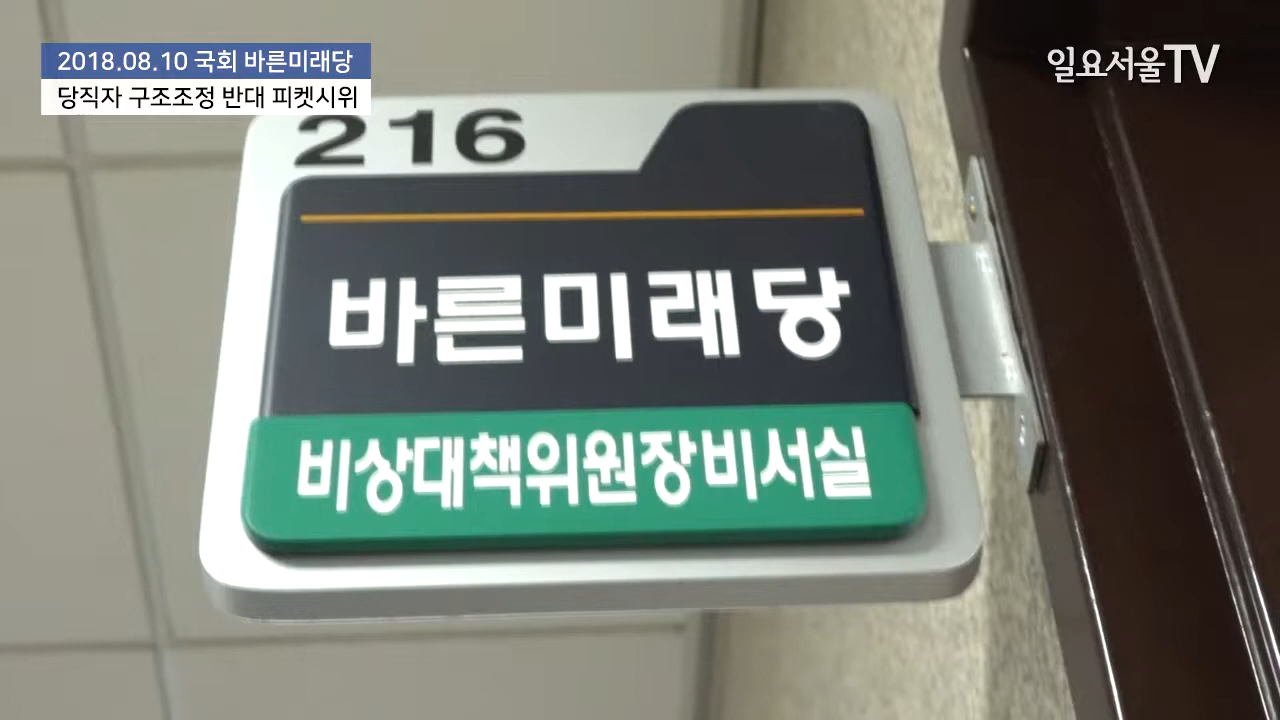 2018.08.10 국회 바른미래당
당직자 구조조정 반대 피켓시위
일요서울TV
216
바른미래당
비상대책위원장비서실